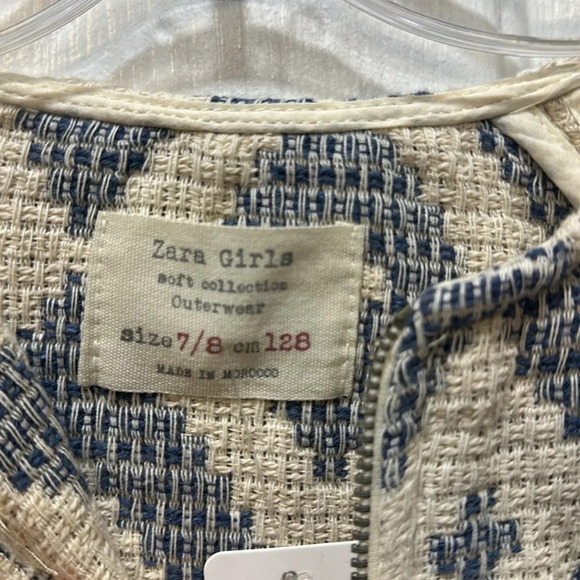 Zara Girls
soft collection
Outerwear
size 7/8 cm 128
MADE IN MOROCCO